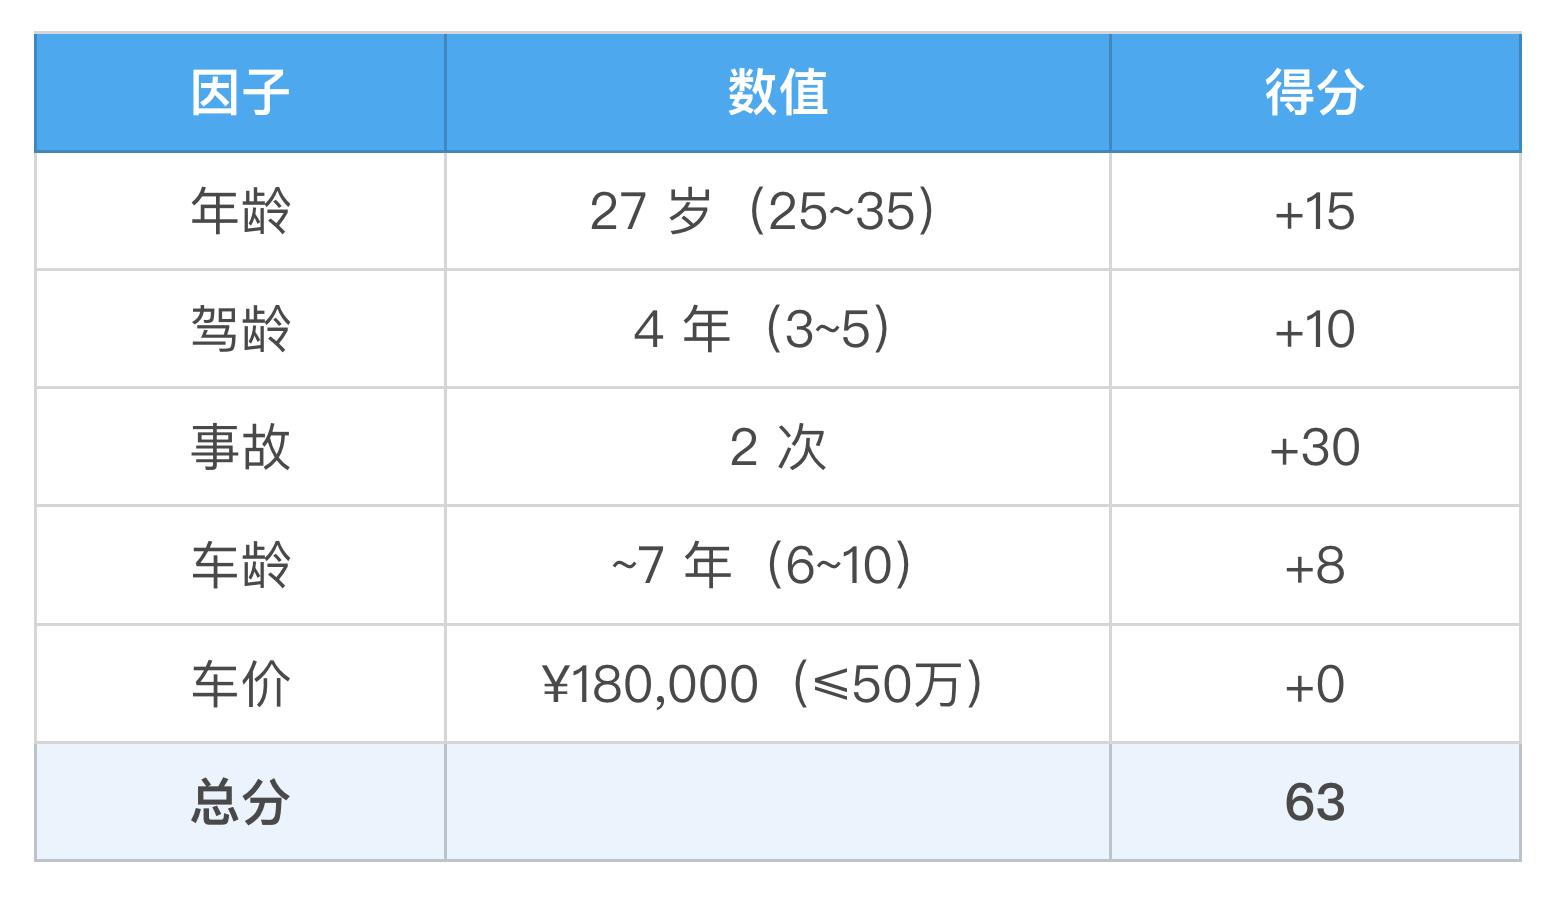 因子 数值 得分
年龄 27 岁（25~35） +15
驾龄 4 年（3~5） +10
事故 2 次 +30
车龄 ~7 年（6~10） +8
车价 ¥180,000（≤50万） +0
总分 63